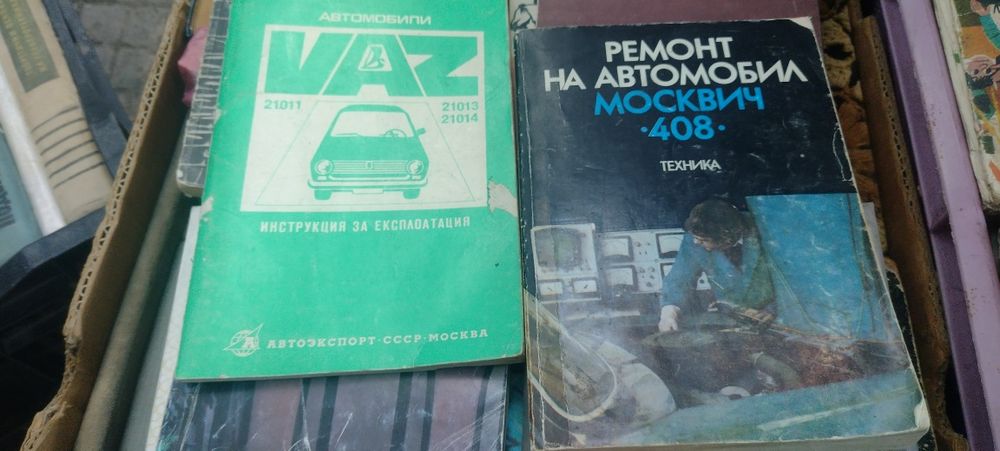 АВТОМОБИЛИ
VAZ
21011
21013
21014
ИНСТРУКЦИЯ ЗА ЕКСПЛОАТАЦИЯ
АВТОЭКСПОРТ·СССР·МОСКВА
РЕМОНТ
НА АВТОМОБИЛ
МОСКВИЧ
·408·
ТЕХНИКА